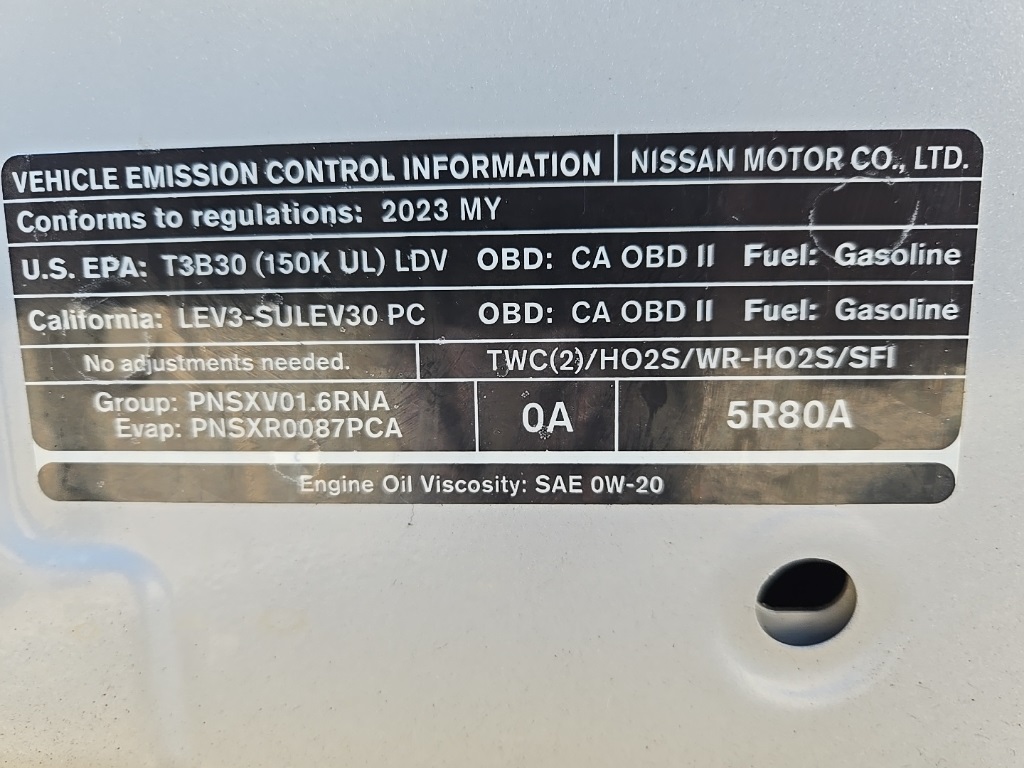 VEHICLE EMISSION CONTROL INFORMATION NISSAN MOTOR CO., LTD.
Conforms to regulations: 2023 MY
U.S. EPA: T3B30 (150K UL) LDV OBD: CA OBD II Fuel: Gasoline
California: LEV3-SULEV30 PC OBD: CA OBD II Fuel: Gasoline
No adjustments needed. TWC(2)/HO2S/WR-HO2S/SFI
Group: PNSXV01.6RNA
Evap: PNSXR0087PCA
0A
5R80A
Engine Oil Viscosity: SAE 0W-20